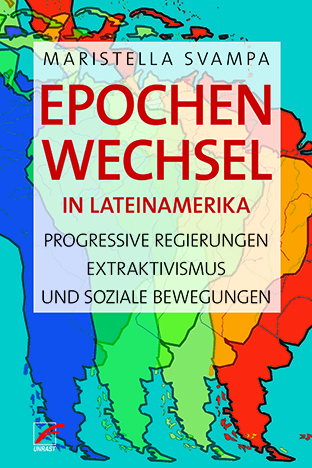 MARISTELLA SVAMPA
EPOCHEN
WECHSEL
IN LATEINAMERIKA
PROGRESSIVE REGIERUNGEN
EXTRAKTIVISMUS
UND SOZIALE BEWEGUNGEN
UNRAST